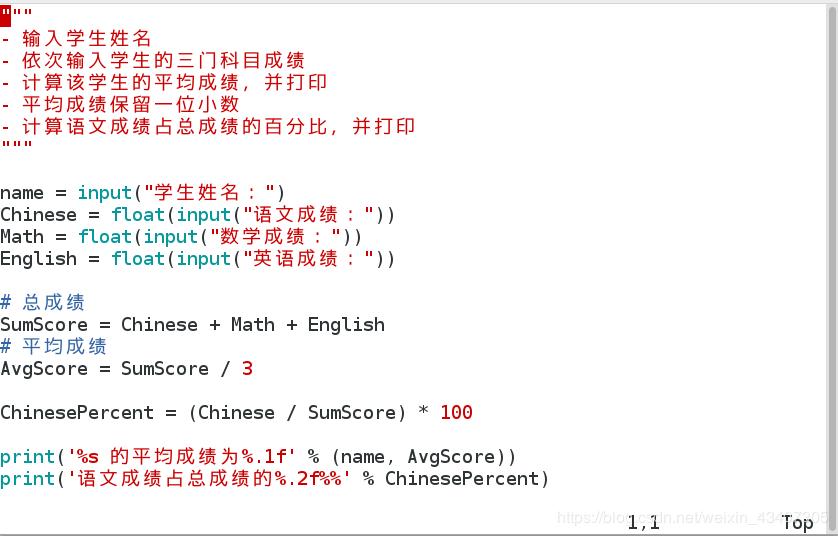 """
- 输入学生姓名
- 依次输入学生的三门科目成绩
- 计算该学生的平均成绩，并打印
- 平均成绩保留一位小数
- 计算语文成绩占总成绩的百分比，并打印
"""
name = input("学生姓名：")
Chinese = float(input("语文成绩："))
Math = float(input("数学成绩："))
English = float(input("英语成绩："))
# 总成绩
SumScore = Chinese + Math + English
# 平均成绩
AvgScore = SumScore / 3
ChinesePercent = (Chinese / SumScore) * 100
print('%s 的平均成绩为%.1f' % (name, AvgScore))
print('语文成绩占总成绩的%.2f%%' % ChinesePercent)
1,1 Top